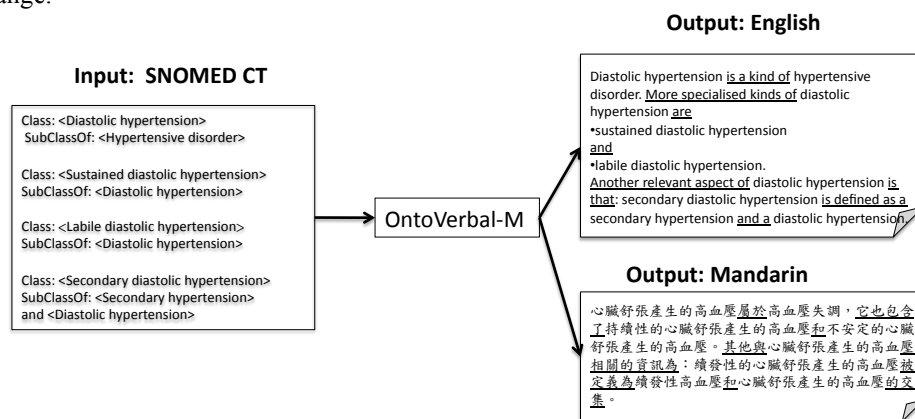 ange.
Output: English
Input: SNOMED CT
Class: <Diastolic hypertension>
SubClassOf: <Hypertensive disorder>
Class: <Sustained diastolic hypertension>
SubClassOf: <Diastolic hypertension>
Class: <Labile diastolic hypertension>
SubClassOf: <Diastolic hypertension>
Class: <Secondary diastolic hypertension>
SubClassOf: <Secondary hypertension>
and <Diastolic hypertension>
OntoVerbal-M
Diastolic hypertension is a kind of hypertensive
disorder. More specialised kinds of diastolic
hypertension are
•sustained diastolic hypertension
and
•labile diastolic hypertension.
Another relevant aspect of diastolic hypertension is
that: secondary diastolic hypertension is defined as a
secondary hypertension and a diastolic hypertension.
Output: Mandarin
心臟舒張產生的高血壓屬於高血壓失調，它也包含
了持續性的心臟舒張產生的高血壓和不安定的心臟
舒張產生的高血壓。其他與心臟舒張產生的高血壓
相關的資訊為：續發性的心臟舒張產生的高血壓被
定義為續發性高血壓和心臟舒張產生的高血壓的交
集。